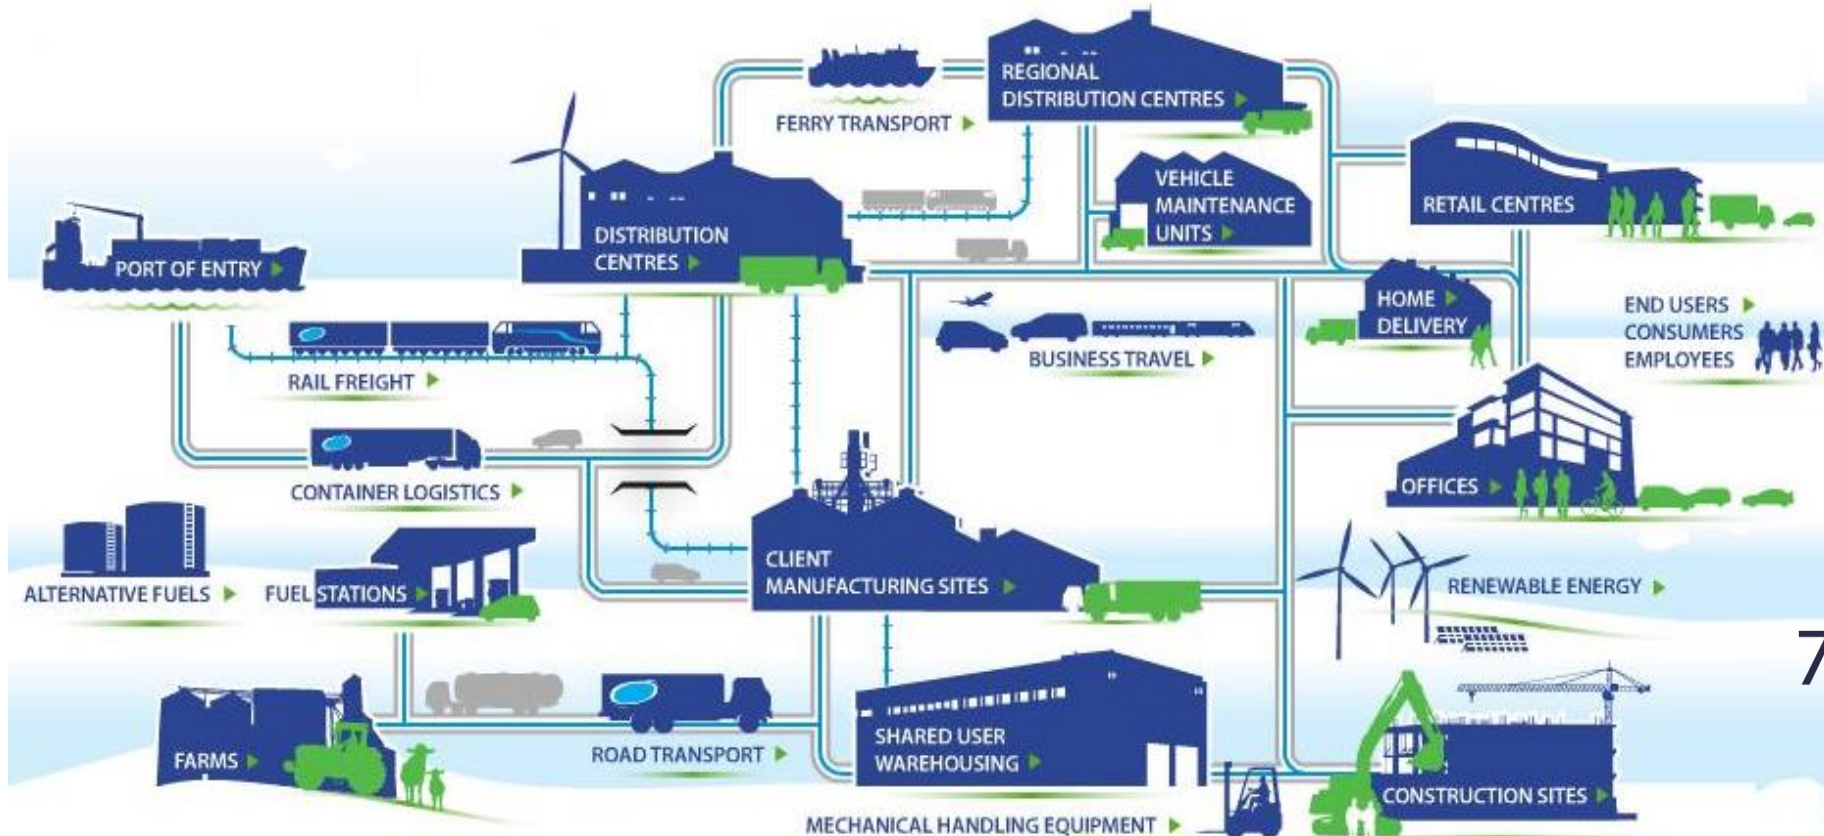 REGIONAL
DISTRIBUTION CENTRES
FERRY TRANSPORT
VEHICLE
MAINTENANCE
UNITS
RETAIL CENTRES
DISTRIBUTION
CENTRES
PORT OF ENTRY
HOME
DELIVERY
END USERS
CONSUMERS
EMPLOYEES
BUSINESS TRAVEL
RAIL FREIGHT
CONTAINER LOGISTICS
OFFICES
CLIENT
MANUFACTURING SITES
ALTERNATIVE FUELS
FUEL STATIONS
RENEWABLE ENERGY
7
FARMS
ROAD TRANSPORT
SHARED USER
WAREHOUSING
CONSTRUCTION SITES
MECHANICAL HANDLING EQUIPMENT